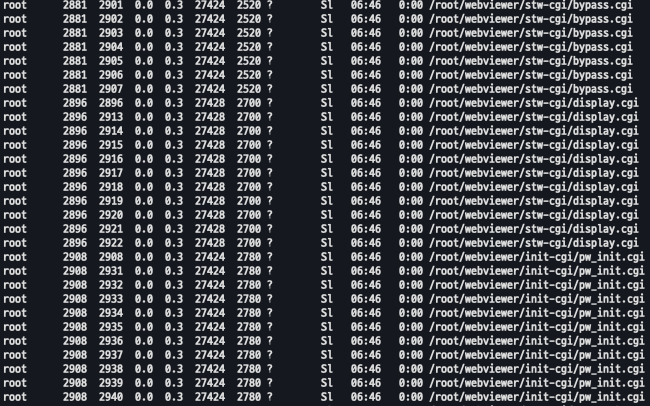 root 2881 2901 0.0 0.3 27424 2520 ? Sl 06:46 0:00 /root/webviewer/stw-cgi/bypass.cgi
root 2881 2902 0.0 0.3 27424 2520 ? Sl 06:46 0:00 /root/webviewer/stw-cgi/bypass.cgi
root 2881 2903 0.0 0.3 27424 2520 ? Sl 06:46 0:00 /root/webviewer/stw-cgi/bypass.cgi
root 2881 2904 0.0 0.3 27424 2520 ? Sl 06:46 0:00 /root/webviewer/stw-cgi/bypass.cgi
root 2881 2905 0.0 0.3 27424 2520 ? Sl 06:46 0:00 /root/webviewer/stw-cgi/bypass.cgi
root 2881 2906 0.0 0.3 27424 2520 ? Sl 06:46 0:00 /root/webviewer/stw-cgi/bypass.cgi
root 2881 2907 0.0 0.3 27424 2520 ? Sl 06:46 0:00 /root/webviewer/stw-cgi/bypass.cgi
root 2896 2896 0.0 0.3 27428 2700 ? Sl 06:46 0:00 /root/webviewer/stw-cgi/display.cgi
root 2896 2913 0.0 0.3 27428 2700 ? Sl 06:46 0:00 /root/webviewer/stw-cgi/display.cgi
root 2896 2914 0.0 0.3 27428 2700 ? Sl 06:46 0:00 /root/webviewer/stw-cgi/display.cgi
root 2896 2915 0.0 0.3 27428 2700 ? Sl 06:46 0:00 /root/webviewer/stw-cgi/display.cgi
root 2896 2916 0.0 0.3 27428 2700 ? Sl 06:46 0:00 /root/webviewer/stw-cgi/display.cgi
root 2896 2917 0.0 0.3 27428 2700 ? Sl 06:46 0:00 /root/webviewer/stw-cgi/display.cgi
root 2896 2918 0.0 0.3 27428 2700 ? Sl 06:46 0:00 /root/webviewer/stw-cgi/display.cgi
root 2896 2919 0.0 0.3 27428 2700 ? Sl 06:46 0:00 /root/webviewer/stw-cgi/display.cgi
root 2896 2920 0.0 0.3 27428 2700 ? Sl 06:46 0:00 /root/webviewer/stw-cgi/display.cgi
root 2896 2921 0.0 0.3 27428 2700 ? Sl 06:46 0:00 /root/webviewer/stw-cgi/display.cgi
root 2896 2922 0.0 0.3 27428 2700 ? Sl 06:46 0:00 /root/webviewer/stw-cgi/display.cgi
root 2908 2908 0.0 0.3 27424 2780 ? Sl 06:46 0:00 /root/webviewer/init-cgi/pw_init.cgi
root 2908 2931 0.0 0.3 27424 2780 ? Sl 06:46 0:00 /root/webviewer/init-cgi/pw_init.cgi
root 2908 2932 0.0 0.3 27424 2780 ? Sl 06:46 0:00 /root/webviewer/init-cgi/pw_init.cgi
root 2908 2933 0.0 0.3 27424 2780 ? Sl 06:46 0:00 /root/webviewer/init-cgi/pw_init.cgi
root 2908 2934 0.0 0.3 27424 2780 ? Sl 06:46 0:00 /root/webviewer/init-cgi/pw_init.cgi
root 2908 2935 0.0 0.3 27424 2780 ? Sl 06:46 0:00 /root/webviewer/init-cgi/pw_init.cgi
root 2908 2936 0.0 0.3 27424 2780 ? Sl 06:46 0:00 /root/webviewer/init-cgi/pw_init.cgi
root 2908 2937 0.0 0.3 27424 2780 ? Sl 06:46 0:00 /root/webviewer/init-cgi/pw_init.cgi
root 2908 2938 0.0 0.3 27424 2780 ? Sl 06:46 0:00 /root/webviewer/init-cgi/pw_init.cgi
root 2908 2939 0.0 0.3 27424 2780 ? Sl 06:46 0:00 /root/webviewer/init-cgi/pw_init.cgi
root 2908 2940 0.0 0.3 27424 2780 ? Sl 06:46 0:00 /root/webviewer/init-cgi/pw_init.cgi